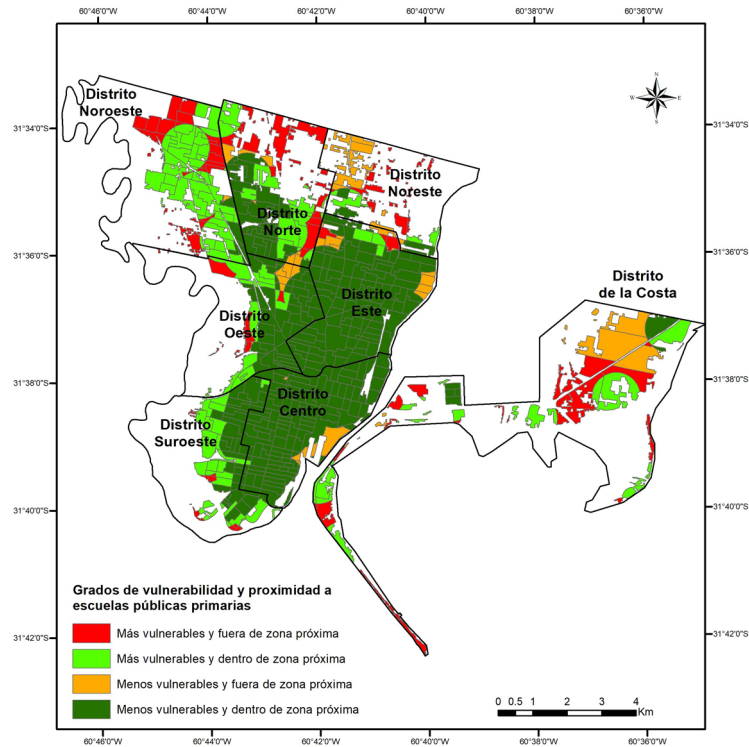 60°46'0"W 60°44'0"W 60°42'0"W 60°40'0"W 60°38'0"W 60°36'0"W
N
W E
S
Distrito
Noroeste
31°34'0"S 31°34'0"S
Distrito
Noreste
Distrito
Norte
31°36'0"S 31°36'0"S
Distrito
de la Costa
Distrito
Este
Distrito
Oeste
31°38'0"S 31°38'0"S
Distrito
Centro
Distrito
Suroeste
31°40'0"S 31°40'0"S
Grados de vulnerabilidad y proximidad a
escuelas públicas primarias
Más vulnerables y fuera de zona próxima
31°42'0"S 31°42'0"S
Más vulnerables y dentro de zona próxima
Menos vulnerables y fuera de zona próxima
Menos vulnerables y dentro de zona próxima
0 0.5 1 2 3 4
Km
60°46'0"W 60°44'0"W 60°42'0"W 60°40'0"W 60°38'0"W 60°36'0"W